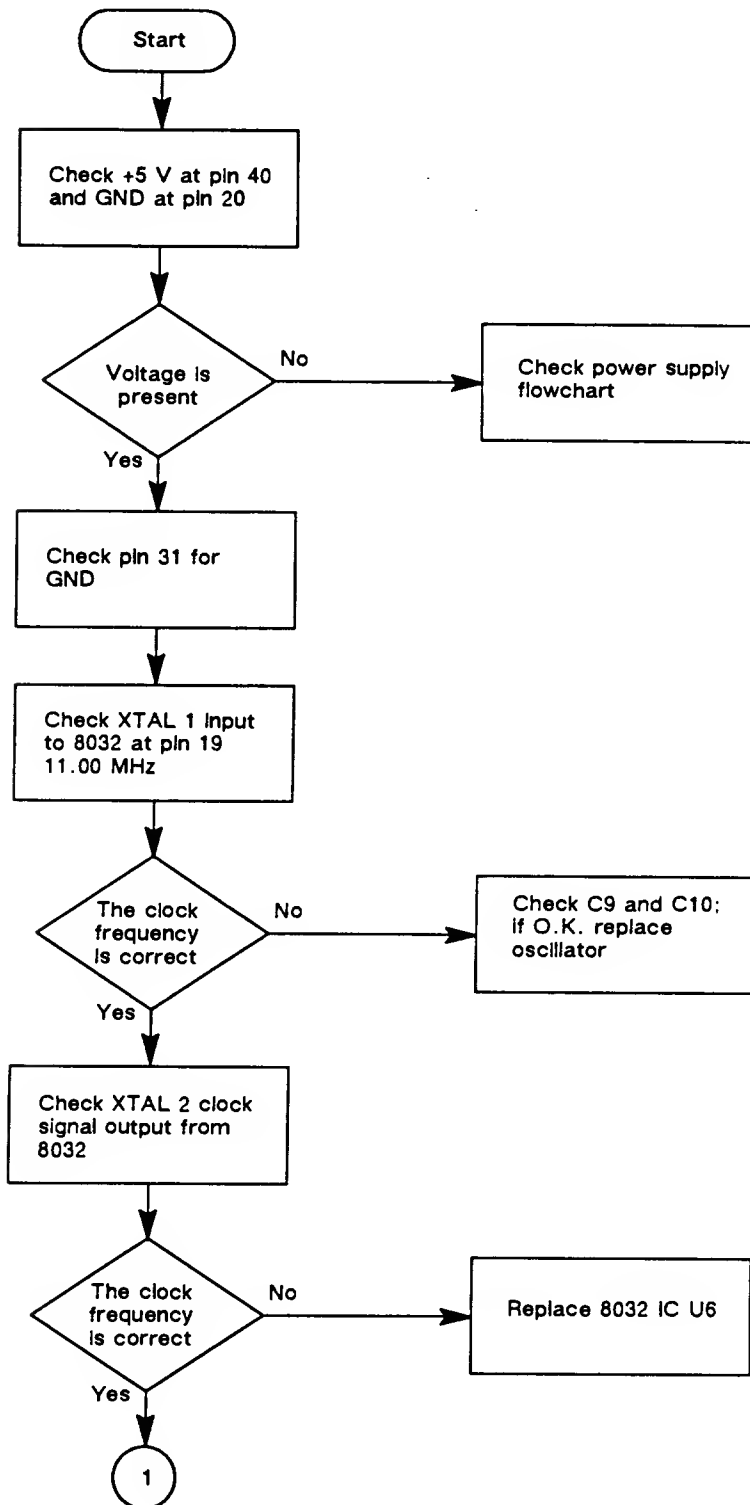 Start
Check +5 V at pin 40
and GND at pin 20
Voltage is
present
No
Check power supply
flowchart
Yes
Check pin 31 for
GND
Check XTAL 1 input
to 8032 at pin 19
11.00 MHz
The clock
frequency
is correct
No
Check C9 and C10;
if O.K. replace
oscillator
Yes
Check XTAL 2 clock
signal output from
8032
The clock
frequency
is correct
No
Replace 8032 IC U6
Yes
1